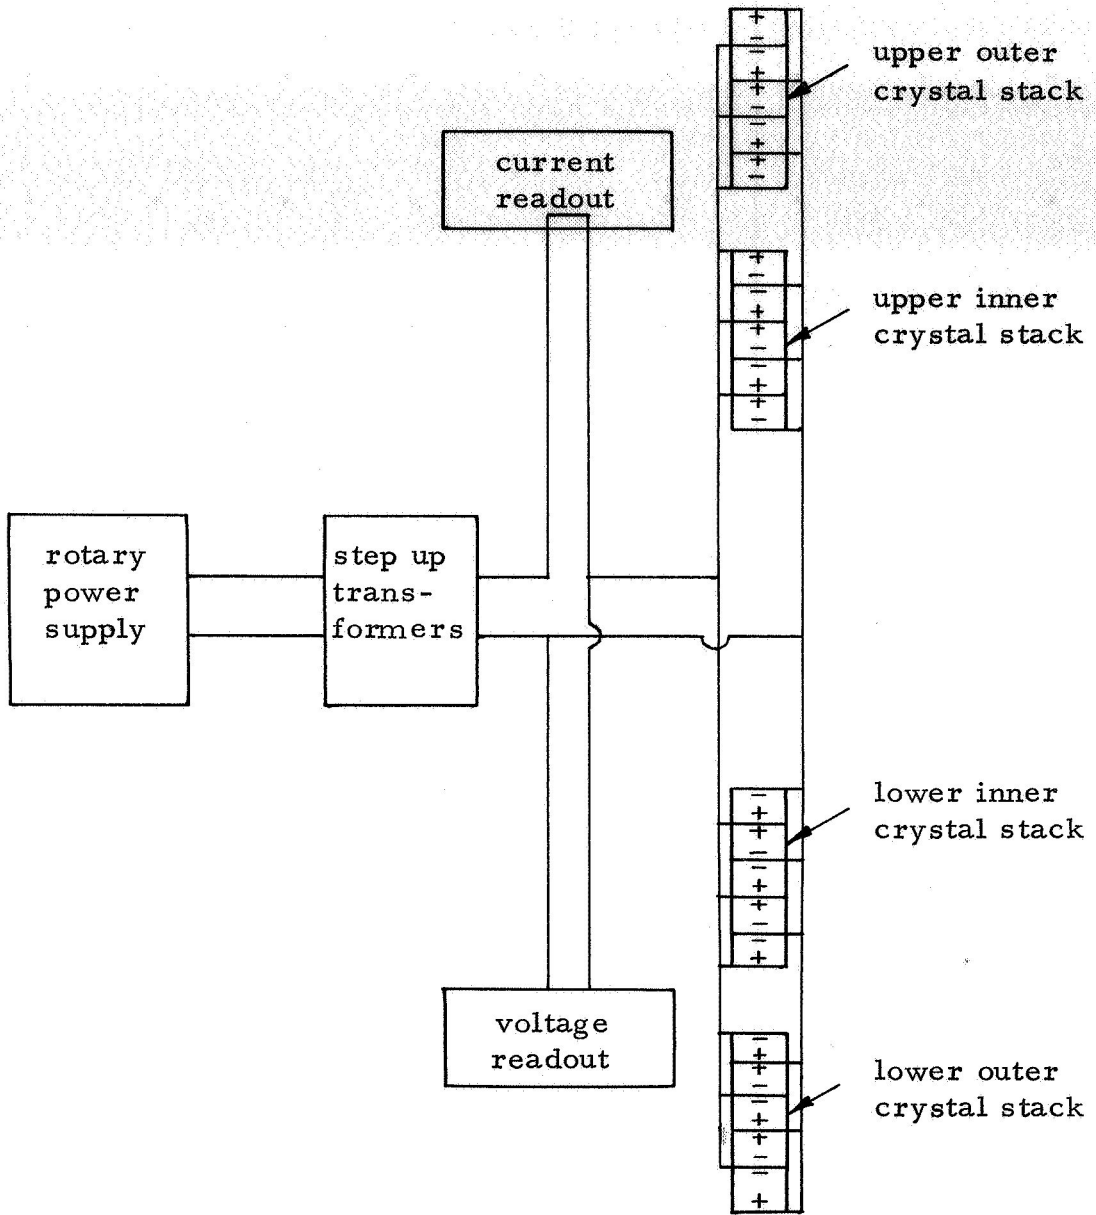 +
−
−
+
+
−
−
+
+
−
upper outer
crystal stack
current
readout
+
−
−
+
+
−
−
+
+
−
upper inner
crystal stack
rotary
power
supply
step up
trans-
formers
−
+
+
−
−
+
+
−
−
+
lower inner
crystal stack
voltage
readout
−
+
+
−
−
+
+
−
−
+
lower outer
crystal stack